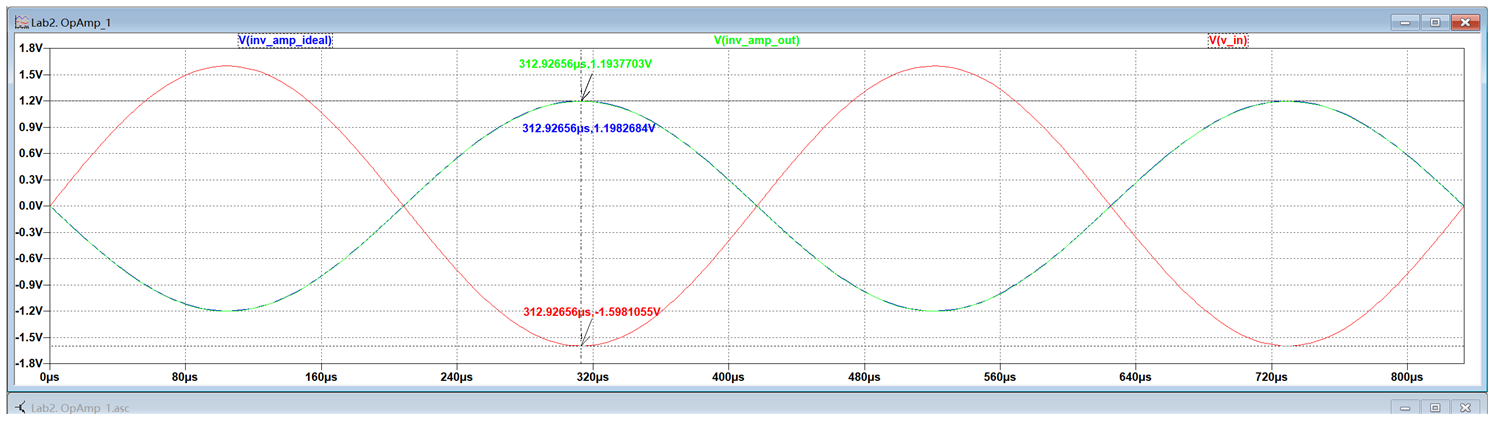 Lab2. OpAmp_1
V(inv_amp_ideal) V(inv_amp_out) V(v_in)
1.8V
1.5V
1.2V
0.9V
0.6V
0.3V
0.0V
-0.3V
-0.6V
-0.9V
-1.2V
-1.5V
-1.8V
312.92656µs,1.1937703V
312.92656µs,1.1982684V
312.92656µs,-1.5981055V
0µs 80µs 160µs 240µs 320µs 400µs 480µs 560µs 640µs 720µs 800µs
Lab2. OpAmp_1.asc